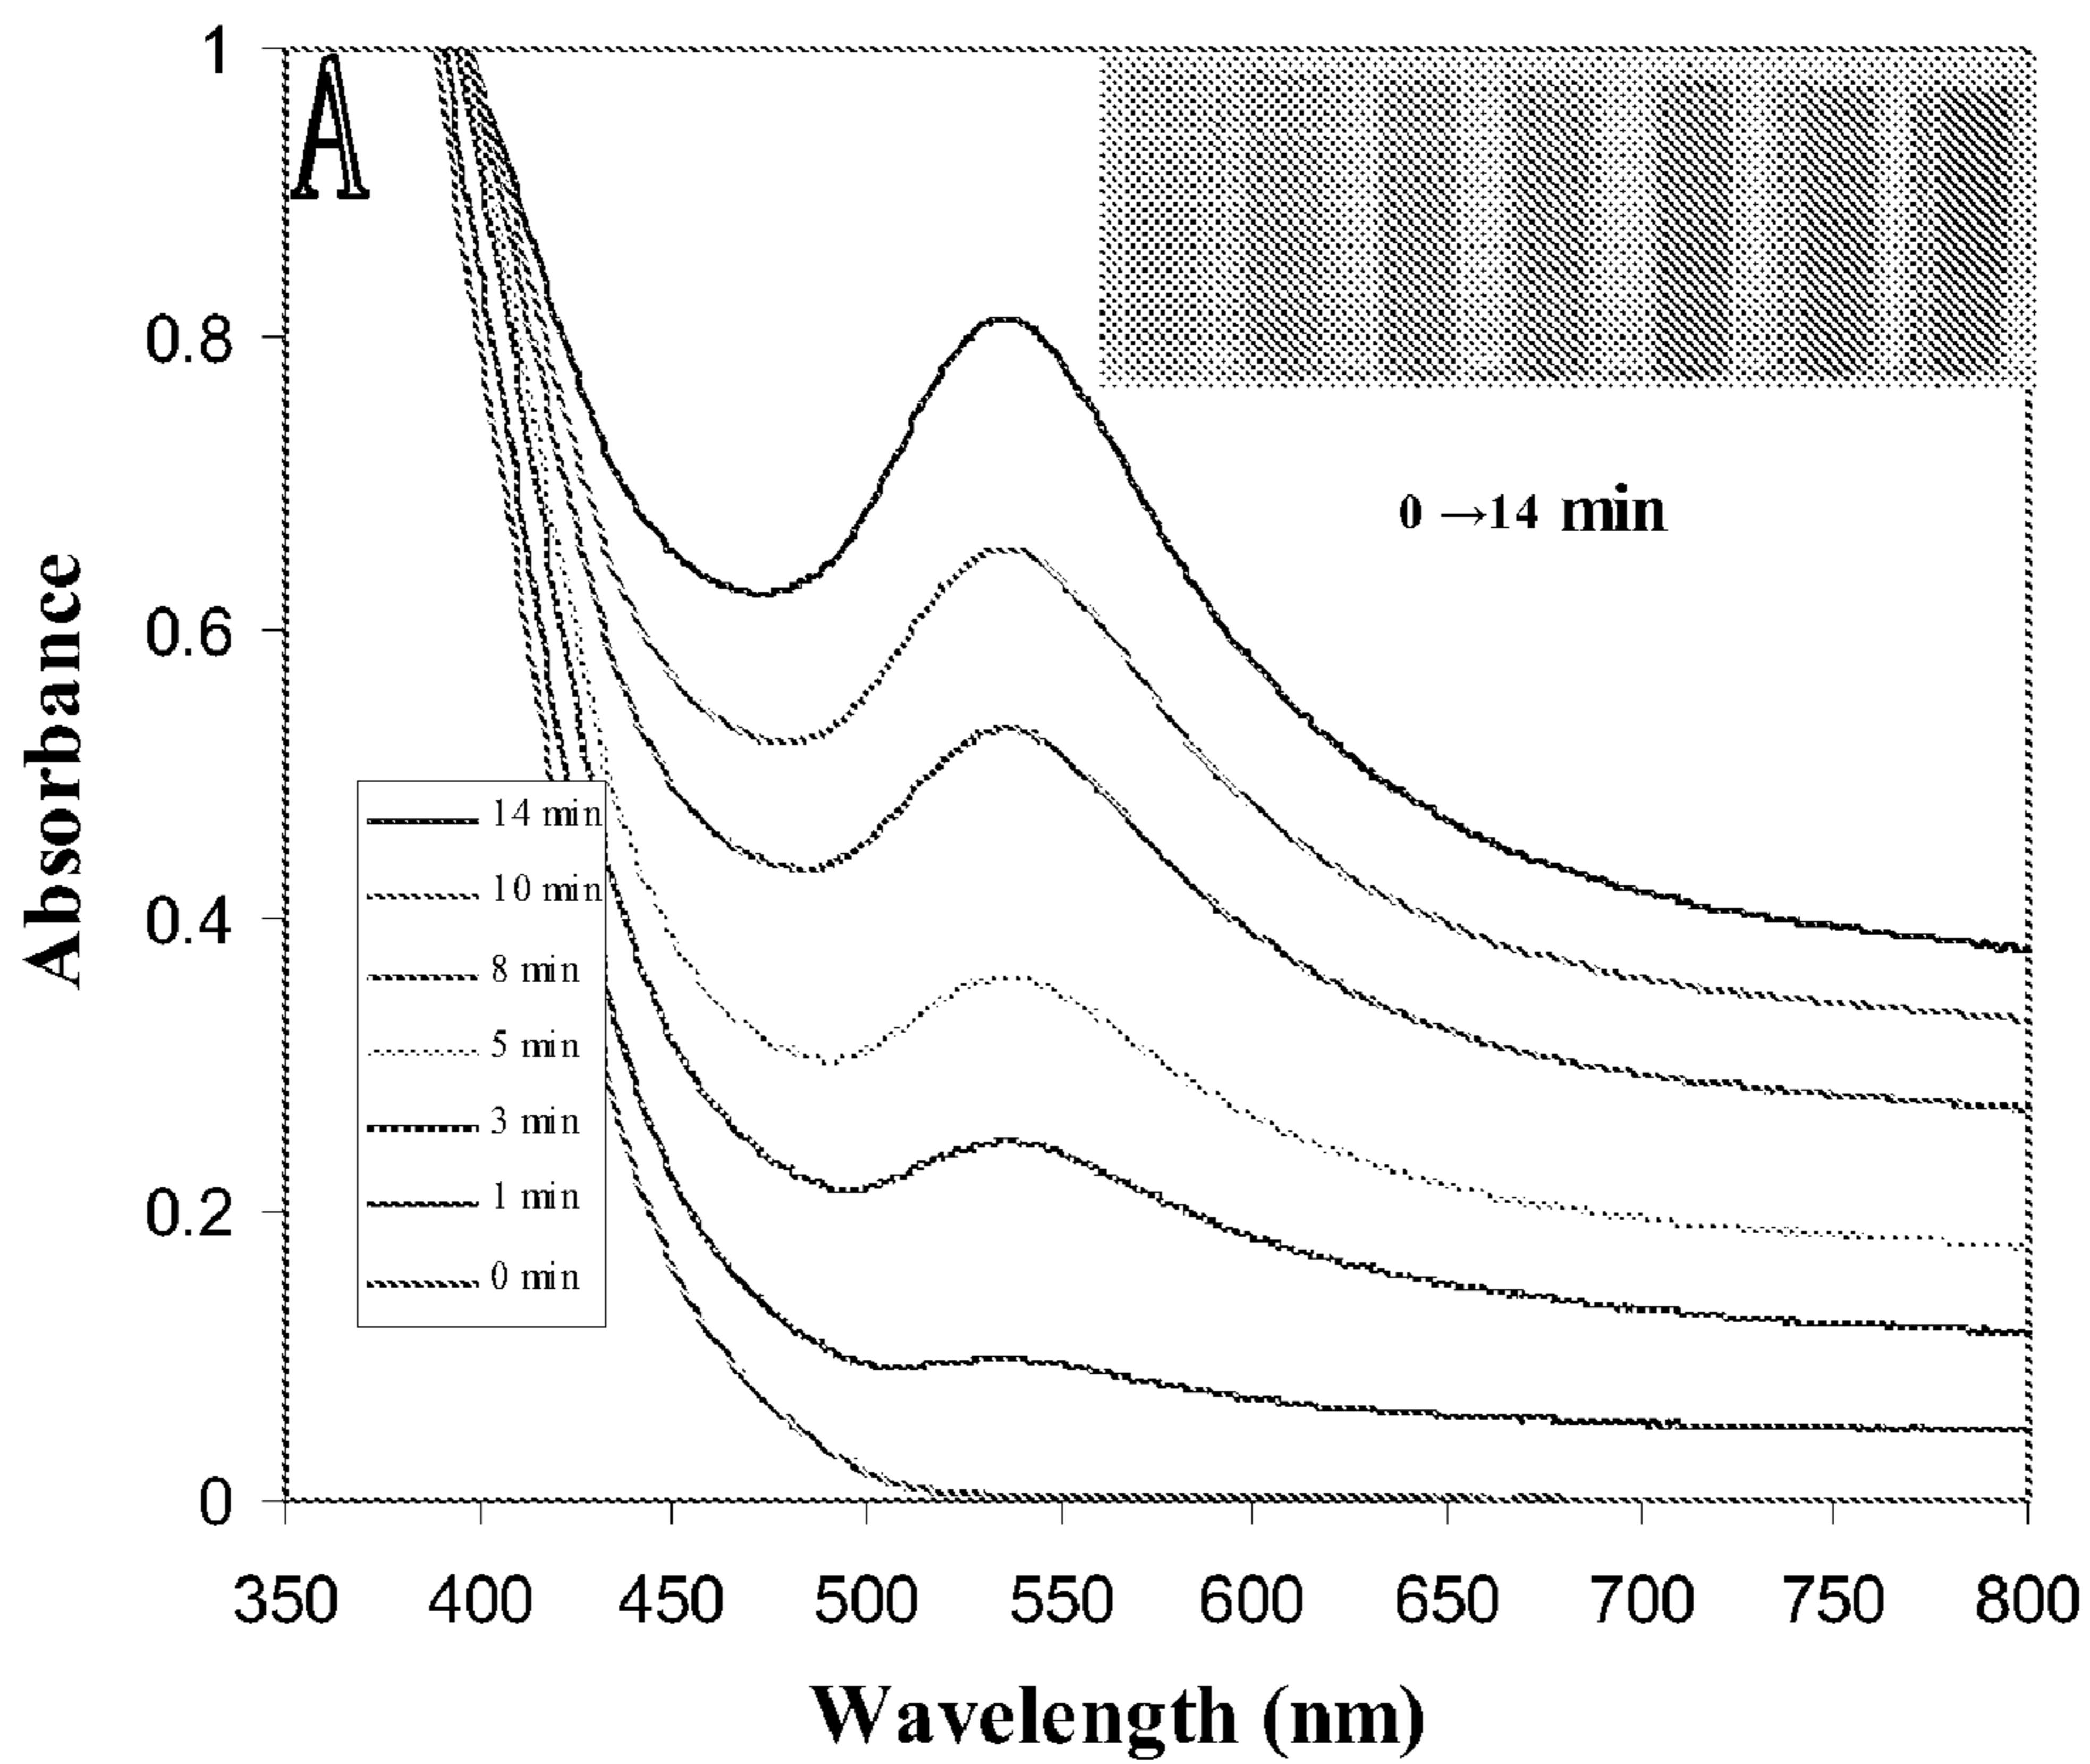 A
1
0.8
0.6
0.4
0.2
0
Absorbance
0 →14 min
14 min
10 min
8 min
5 min
3 min
1 min
0 min
350 400 450 500 550 600 650 700 750 800
Wavelength (nm)